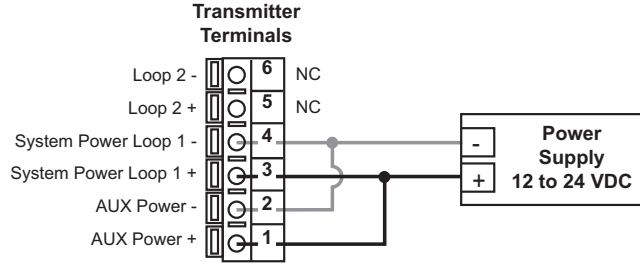 Transmitter
Terminals
Loop 2 - 6 NC
Loop 2 + 5 NC
System Power Loop 1 - 4
System Power Loop 1 + 3
AUX Power - 2
AUX Power + 1
-
+
Power
Supply
12 to 24 VDC